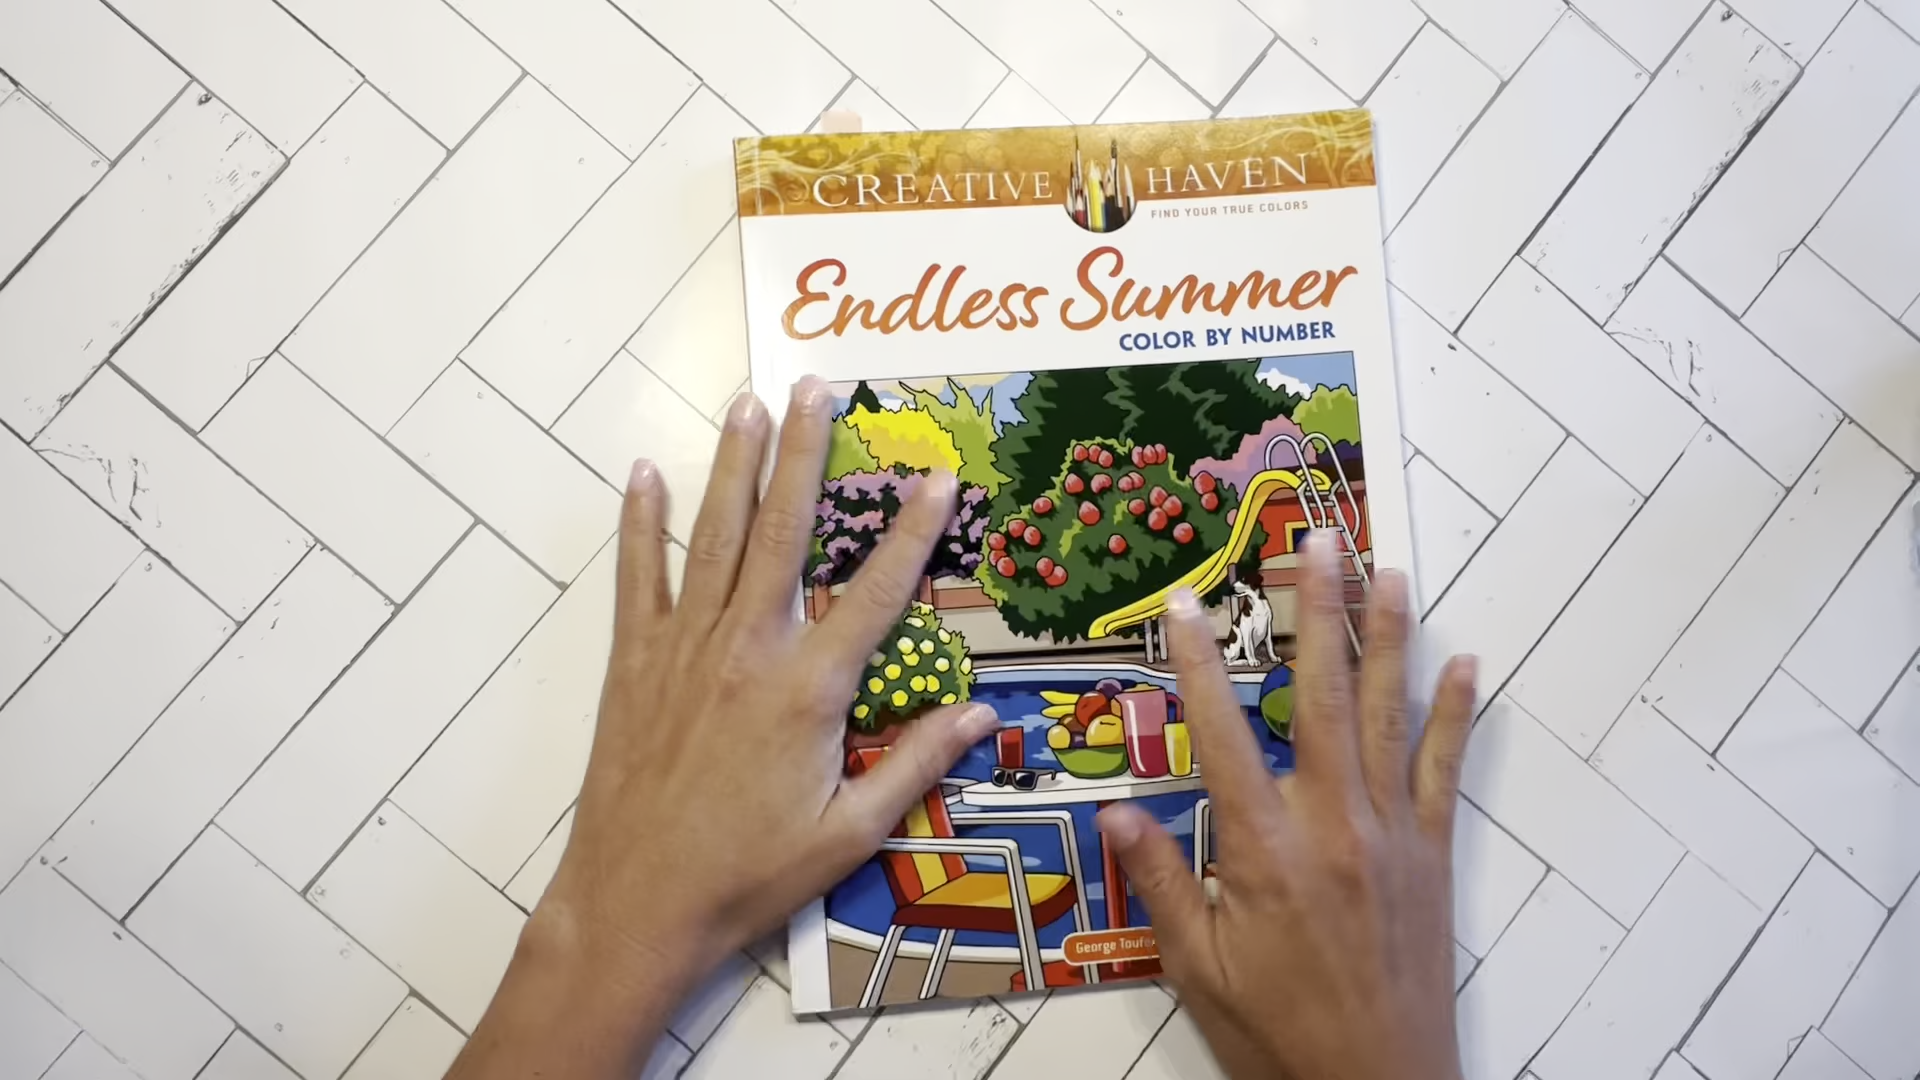 CREATIVE HAVEN
FIND YOUR TRUE COLORS
Endless Summer
COLOR BY NUMBER
George